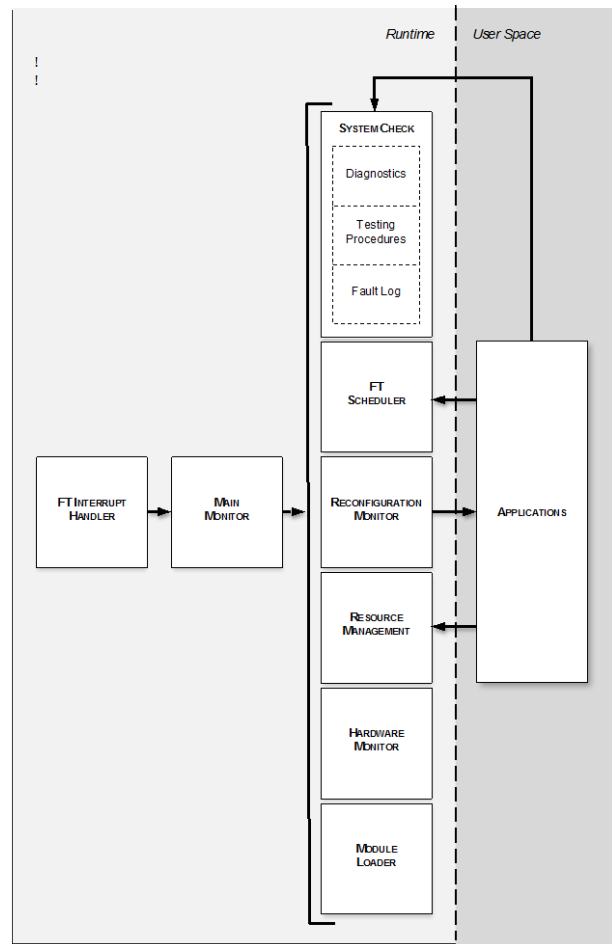 Runtime
User Space
!
!
SYSTEM CHECK
Diagnostics
Testing
Procedures
Fault Log
FT
SCHEDULER
FT INTERRUPT
HANDLER
MAIN
MONITOR
RECONFIGURATION
MONITOR
APPLICATIONS
RESOURCE
MANAGEMENT
HARDWARE
MONITOR
MODULE
LOADER